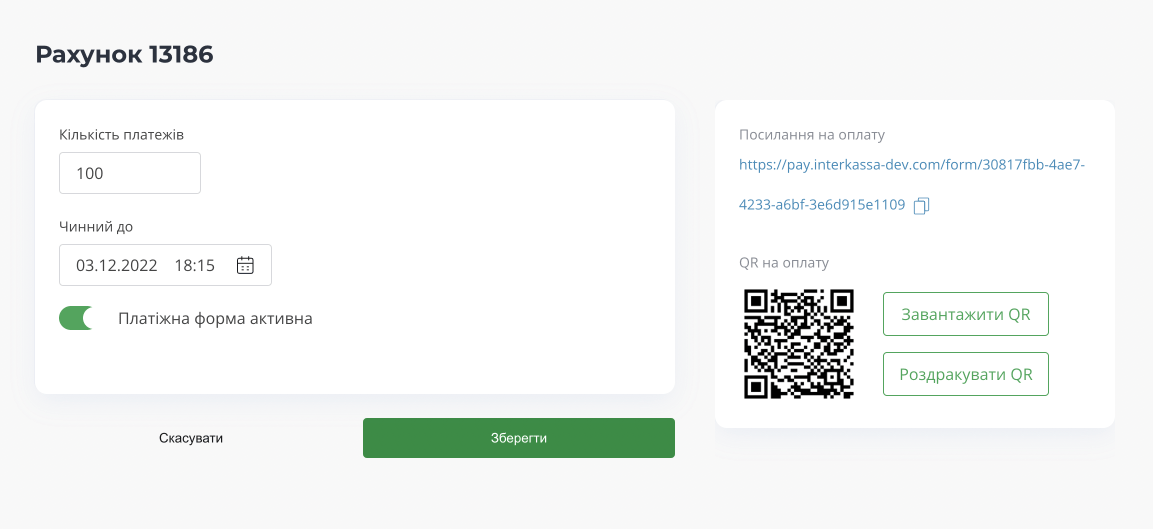 Рахунок 13186
Кількість платежів
100
Чинний до
03.12.2022 18:15
Платіжна форма активна
Скасувати
Зберегти
Посилання на оплату
https://pay.interkassa-dev.com/form/30817fbb-4ae7-
4233-a6bf-3e6d915e1109
QR на оплату
Завантажити QR
Роздракувати QR